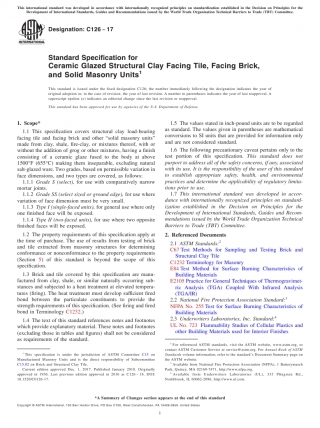 This international standard was developed in accordance with internationally recognized principles on standardization established in the Decision on Principles for the
Development of International Standards, Guides and Recommendations issued by the World Trade Organization Technical Barriers to Trade (TBT) Committee.
Designation: C126 − 17
Standard Specification for
Ceramic Glazed Structural Clay Facing Tile, Facing Brick,
and Solid Masonry Units1
This standard is issued under the fixed designation C126; the number immediately following the designation indicates the year of
original adoption or, in the case of revision, the year of last revision. A number in parentheses indicates the year of last reapproval. A
superscript epsilon (ε) indicates an editorial change since the last revision or reapproval.
This standard has been approved for use by agencies of the U.S. Department of Defense.
1. Scope*
1.1 This specification covers structural clay load-bearing
facing tile and facing brick and other “solid masonry units”
made from clay, shale, fire-clay, or mixtures thereof, with or
without the addition of grog or other mixtures, having a finish
consisting of a ceramic glaze fused to the body at above
1500°F (655°C) making them inseparable, excluding natural
salt-glazed trust. Two grades, based on permissible variation in
face dimensions, and two types are covered, as follows:
1.1.1 Grade S (select), for use with comparatively narrow
mortar joints,
1.1.2 Grade SS (select sized or ground edge), for use where
variation of face dimension must be very small.
1.1.3 Type I (single-faced units), for general use where only
one finished face will be exposed.
1.1.4 Type II (two-faced units), for use where two opposite
finished faces will be exposed.
1.2 The property requirements of this specification apply at
the time of purchase. The use of results from testing of brick
and tile extracted from masonry structures for determining
conformance or nonconformance to the property requirements
(Section 5) of this standard is beyond the scope of this
specification.
1.3 Brick and tile covered by this specification are manu-
factured from clay, shale, or similar naturally occurring sub-
stances and subjected to a heat treatment at elevated tempera-
tures (firing). The heat treatment must develop sufficient fired
bond between the particulate constituents to provide the
strength requirements of this specification. (See firing and fired
bond in Terminology C1232.)
1.4 The text of this standard references notes and footnotes
which provide explanatory material. These notes and footnotes
(excluding those in tables and figures) shall not be considered
as requirements of the standard.
1 This specification is under the jurisdiction of ASTM Committee C15 on
Manufactured Masonry Units and is the direct responsibility of Subcommittee
C15.02 on Brick and Structural Clay Tile.
Current edition approved Dec. 1, 2017. Published January 2018. Originally
approved in 1936. Last previous edition approved in 2016 as C126 – 16. DOI:
10.1520/C0126-17.
1.5 The values stated in inch-pound units are to be regarded
as standard. The values given in parentheses are mathematical
conversions to SI units that are provided for information only
and are not considered standard.
1.6 The following precautionary caveat pertains only to the
test portion of this specification. This standard does not
purport to address all of the safety concerns, if any, associated
with its use. It is the responsibility of the user of this standard
to establish appropriate safety, health, and environmental
practices and determine the applicability of regulatory limita-
tions prior to use.
1.7 This international standard was developed in accor-
dance with internationally recognized principles on standard-
ization established in the Decision on Principles for the
Development of International Standards, Guides and Recom-
mendations issued by the World Trade Organization Technical
Barriers to Trade (TBT) Committee.
2. Referenced Documents
2.1 ASTM Standards:2
C67 Test Methods for Sampling and Testing Brick and
Structural Clay Tile
C1232 Terminology for Masonry
E84 Test Method for Surface Burning Characteristics of
Building Materials
E2105 Practice for General Techniques of Thermogravimet-
ric Analysis (TGA) Coupled With Infrared Analysis
(TGA/IR)
2.2 National Fire Protection Association:3
NFPA No. 255 Test for Surface Burning Characteristics of
Building Materials
2.3 Underwriters Laboratories, Inc. Standard:4
UL No. 723 Flammability Studies of Cellular Plastics and
other Building Materials used for Interior Finishes
2 For referenced ASTM standards, visit the ASTM website, www.astm.org, or
contact ASTM Customer Service at service@astm.org. For Annual Book of ASTM
Standards volume information, refer to the standard's Document Summary page on
the ASTM website.
3 Available from National Fire Protection Association (NFPA), 1 Batterymarch
Park, Quincy, MA 02169-7471, http://www.nfpa.org.
4 Available from Underwriters Laboratories (UL), 333 Pfingsten Rd.,
Northbrook, IL 60062-2096, http://www.ul.com.
*A Summary of Changes section appears at the end of this standard
Copyright © ASTM International, 100 Barr Harbor Drive, PO Box C700, West Conshohocken, PA 19428-2959. United States
1